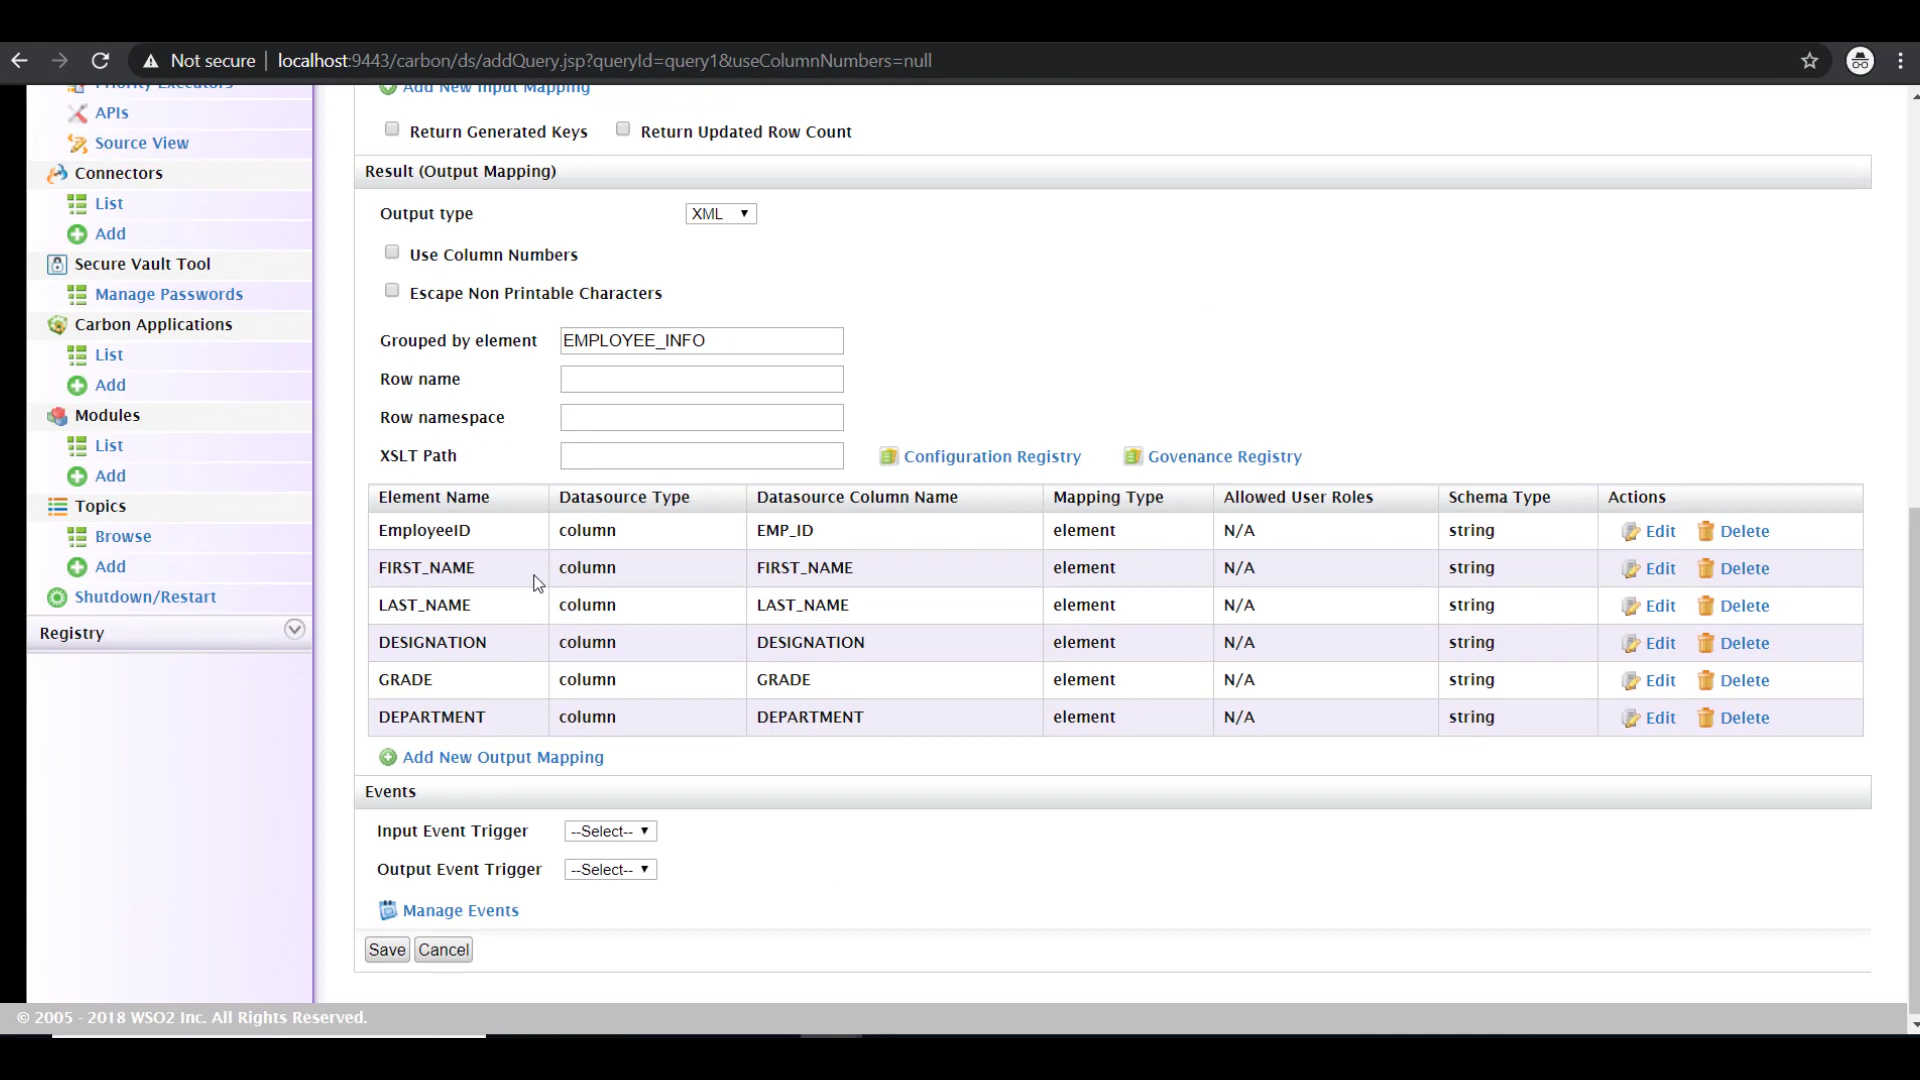 Not secure | localhost:9443/carbon/ds/addQuery.jsp?queryId=query1&useColumnNumbers=null
Priority Executors
APIs
Source View
Connectors
List
Add
Secure Vault Tool
Manage Passwords
Carbon Applications
List
Add
Modules
List
Add
Topics
Browse
Add
Shutdown/Restart
Registry
Add New Input Mapping
Return Generated Keys Return Updated Row Count
Result (Output Mapping)
Output type XML
Use Column Numbers
Escape Non Printable Characters
Grouped by element EMPLOYEE_INFO
Row name
Row namespace
XSLT Path Configuration Registry Govenance Registry
Element Name Datasource Type Datasource Column Name Mapping Type Allowed User Roles Schema Type Actions
EmployeeID column EMP_ID element N/A string Edit Delete
FIRST_NAME column FIRST_NAME element N/A string Edit Delete
LAST_NAME column LAST_NAME element N/A string Edit Delete
DESIGNATION column DESIGNATION element N/A string Edit Delete
GRADE column GRADE element N/A string Edit Delete
DEPARTMENT column DEPARTMENT element N/A string Edit Delete
Add New Output Mapping
Events
Input Event Trigger --Select--
Output Event Trigger --Select--
Manage Events
Save Cancel
© 2005 - 2018 WSO2 Inc. All Rights Reserved.